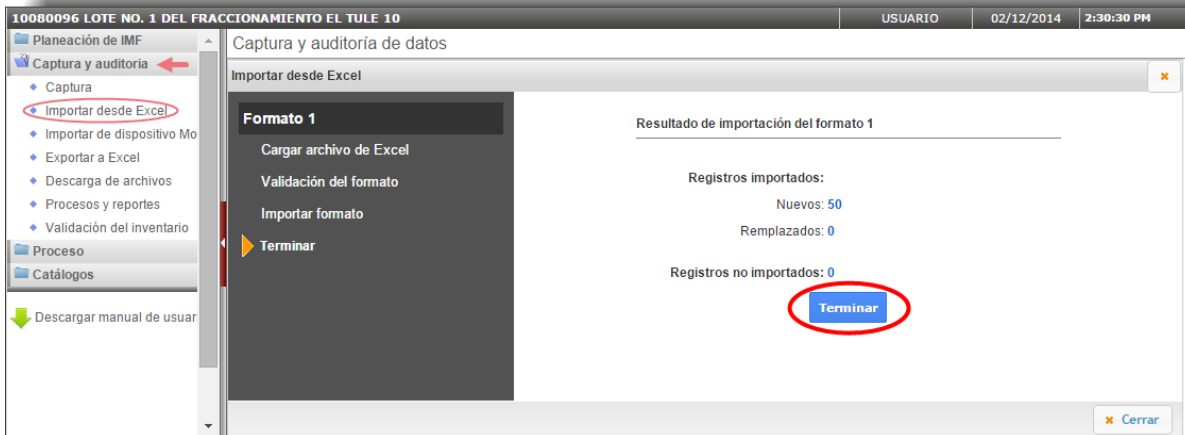 10080096 LOTE NO. 1 DEL FRACCIONAMIENTO EL TULE 10
USUARIO
02/12/2014
2:30:30 PM
Planeación de IMF
Captura y auditoria
Captura
Importar desde Excel
Importar de dispositivo Mo
Exportar a Excel
Descarga de archivos
Procesos y reportes
Validación del inventario
Proceso
Catálogos
Descargar manual de usuar
Captura y auditoría de datos
Importar desde Excel
Formato 1
Cargar archivo de Excel
Validación del formato
Importar formato
Terminar
Resultado de importación del formato 1
Registros importados:
Nuevos: 50
Remplazados: 0
Registros no importados: 0
Terminar
Cerrar